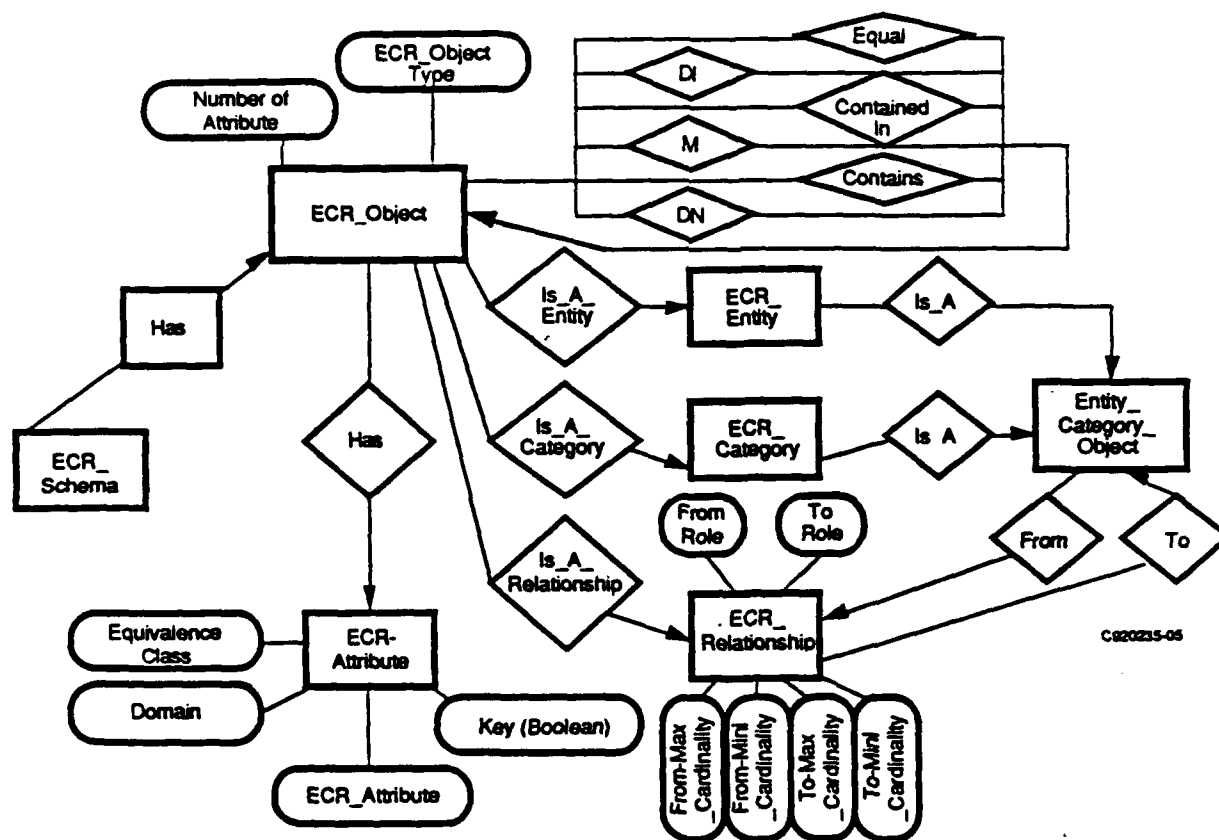 ECR_Object
Type
Equal
DI
Number of
Attribute
Contained
In
M
Contains
ECR_Object
DN
Is_A_
Entity
ECR_
Entity
Is_A
Has
Entity_
Category_
Object
Has
Is_A_
Category
ECR_
Category
Is_A
ECR_
Schema
From
Role
To
Role
From
To
Is_A_
Relationship
ECR_
Relationship
C920235-05
Equivalence
Class
ECR-
Attribute
Domain
Key (Boolean)
ECR_Attribute
From-Max
_Cardinality
From-Mini
_Cardinality
To-Max
_Cardinality
To-Mini
_Cardinality